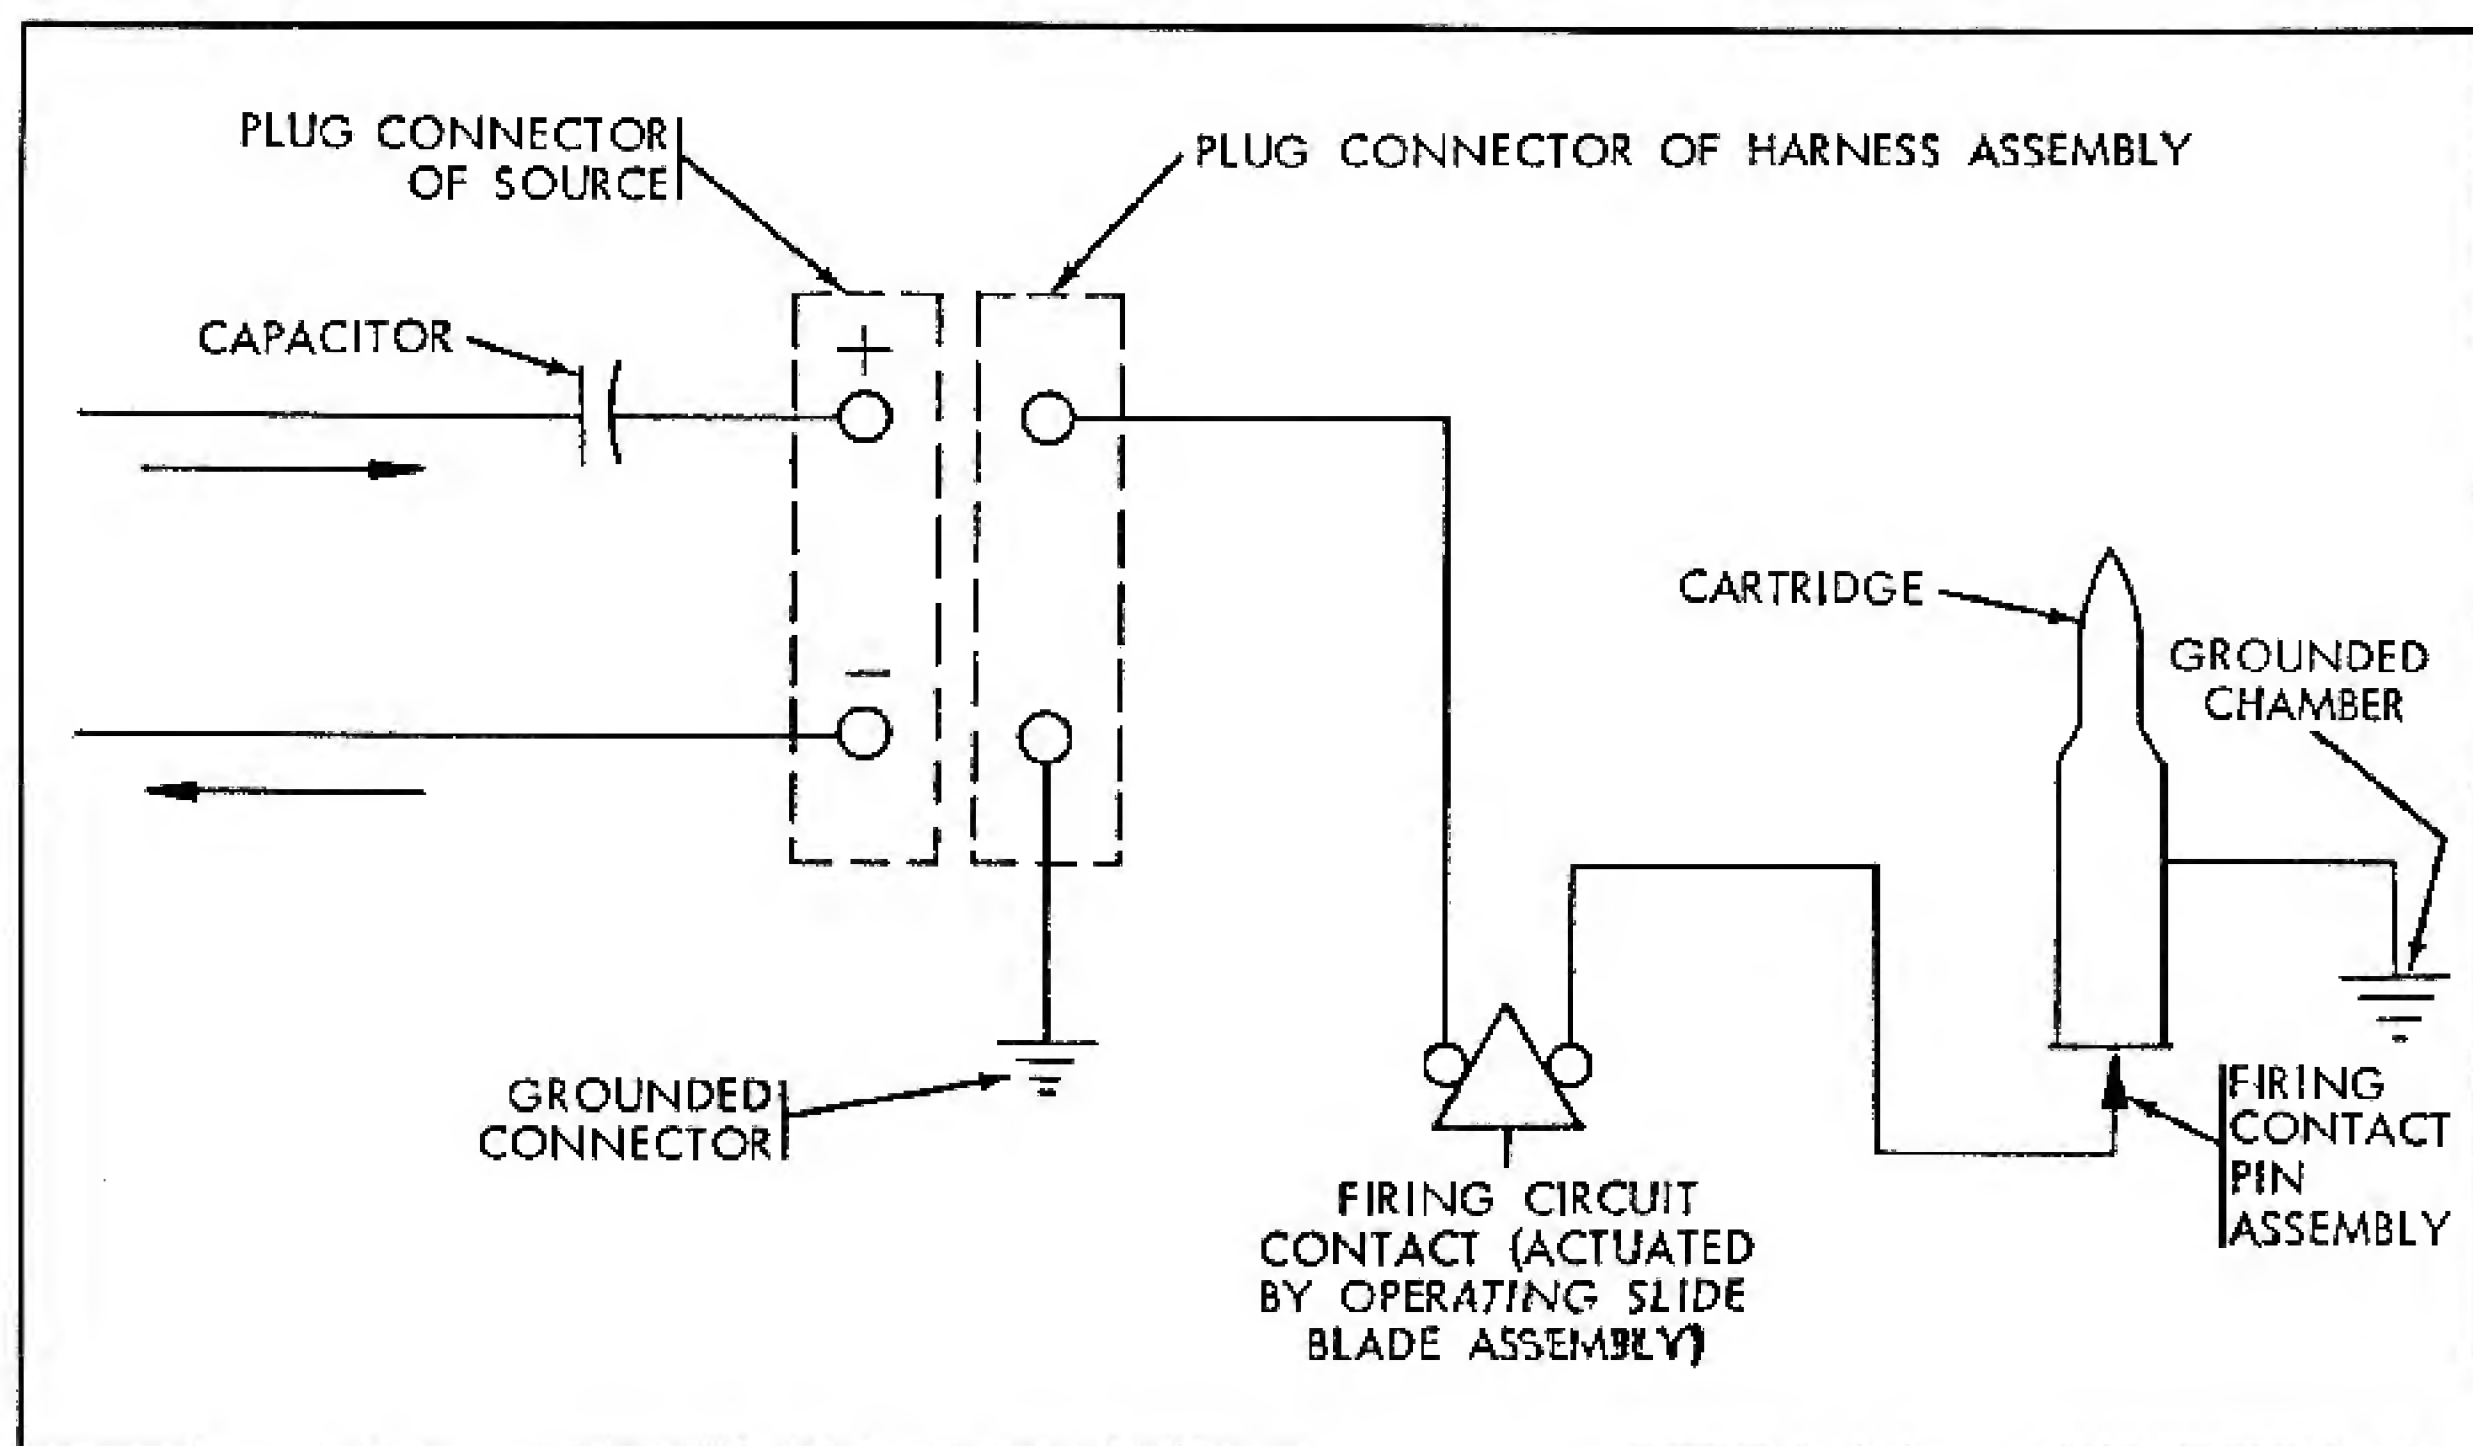 PLUG CONNECTOR
OF SOURCE
PLUG CONNECTOR OF HARNESS ASSEMBLY
CAPACITOR
+
CARTRIDGE
GROUNDED
CHAMBER
−
GROUNDED
CONNECTOR
FIRING
CONTACT
PIN
ASSEMBLY
FIRING CIRCUIT
CONTACT (ACTUATED
BY OPERATING SLIDE
BLADE ASSEMBLY)